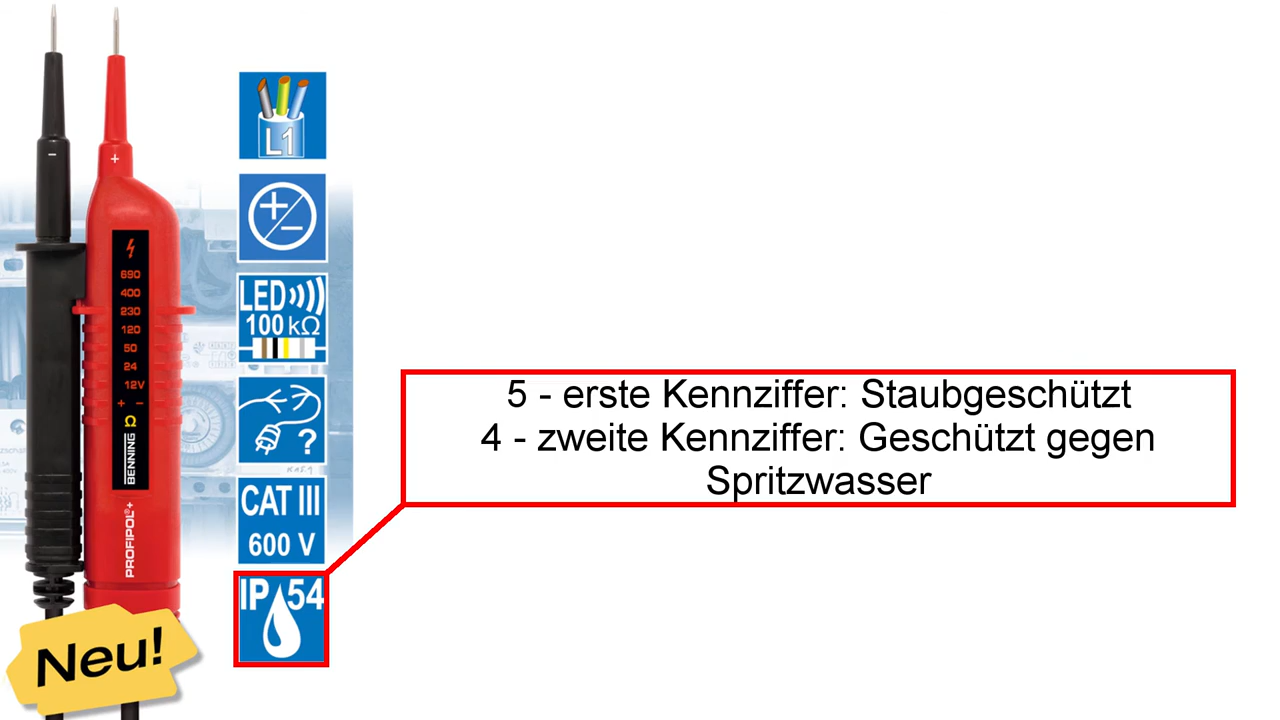 −
+
690
400
230
120
50
24
12V
+ −
Ω
BENNING
PROFIPOL®+
Neu!
L1
+
−
LED
100 kΩ
?
CAT III
600 V
IP 54
5 - erste Kennziffer: Staubgeschützt
4 - zweite Kennziffer: Geschützt gegen
Spritzwasser